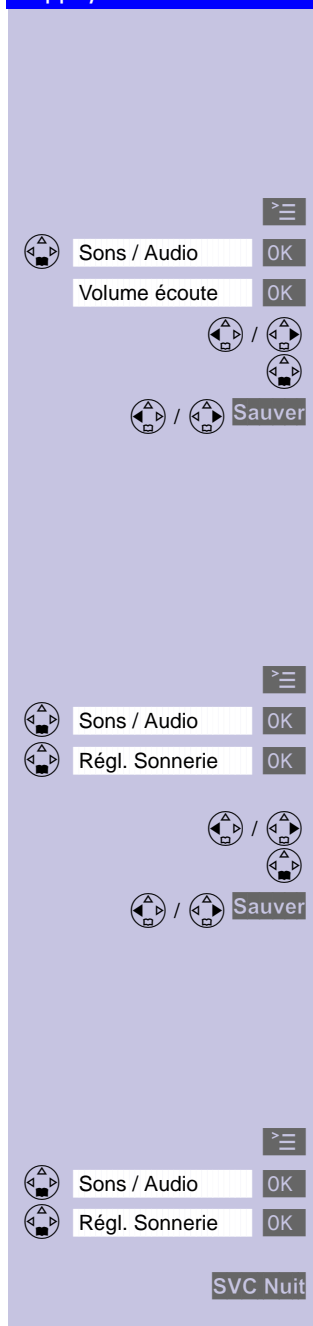 Sons / Audio OK
Volume écoute OK
/
/ Sauver
Sons / Audio OK
Régl. Sonnerie OK
/
/ Sauver
Sons / Audio OK
Régl. Sonnerie OK
SVC Nuit